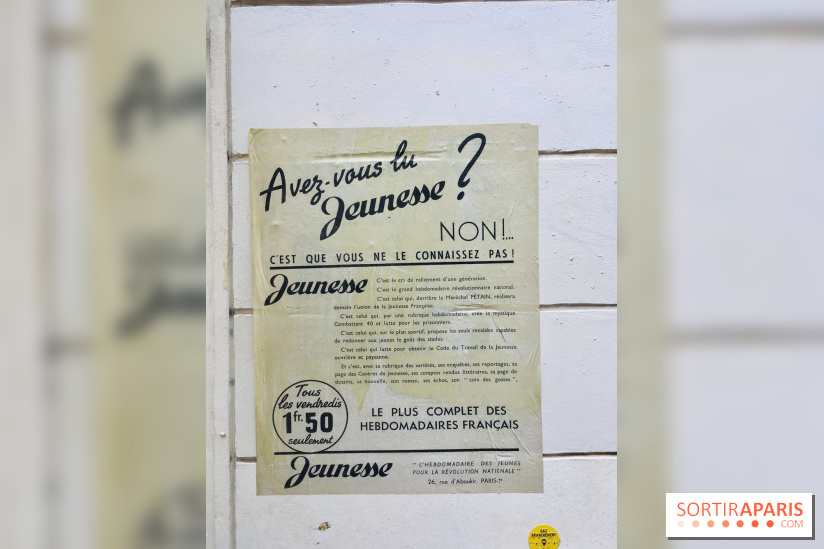 Avez-vous lu
Jeunesse ?
NON!...
C'EST QUE VOUS NE LE CONNAISSEZ PAS !
Jeunesse
C'est le cri de ralliement d'une génération.
C'est le grand hebdomadaire révolutionnaire national.
C'est celui qui, derrière le Maréchal PÉTAIN, réalisera
demain l'union de la Jeunesse Française.
C'est celui qui, par une rubrique hebdomadaire, crée la mystique
Combattant 40 et lutte pour les prisonniers.
C'est celui qui, sur le plan sportif, propose les seuls remèdes capables
de redonner aux jeunes le goût des stades.
C'est celui qui lutte pour obtenir le Code du Travail de la Jeunesse
ouvrière et paysanne.
Et c'est, avec sa rubrique des variétés, ses enquêtes, ses reportages, sa
page des Centres de jeunesse, ses comptes rendus littéraires, sa page de
dessins, sa nouvelle, son roman, ses échos, son " coin des gosses ",
LE PLUS COMPLET DES
HEBDOMADAIRES FRANÇAIS
Tous
les vendredis
1fr.50
seulement
Jeunesse
" L'HEBDOMADAIRE DES JEUNES
POUR LA RÉVOLUTION NATIONALE "
26, rue d'Aboukir, PARIS-2e
GAZ
BRANCHEMENT
SORTIRAPARIS
.COM